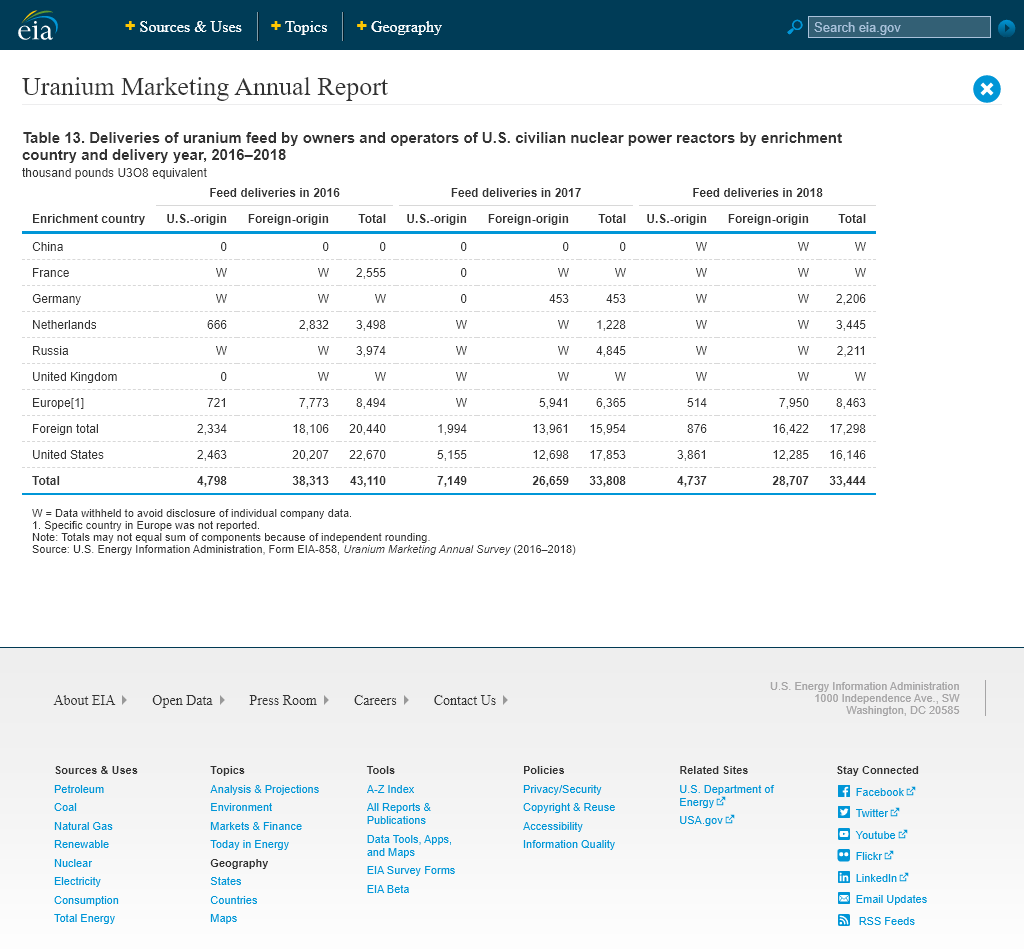 eia
Sources & Uses
Topics
Geography
Search eia.gov
Uranium Marketing Annual Report
Table 13. Deliveries of uranium feed by owners and operators of U.S. civilian nuclear power reactors by enrichment
country and delivery year, 2016–2018
thousand pounds U3O8 equivalent
Feed deliveries in 2016 Feed deliveries in 2017 Feed deliveries in 2018
Enrichment country U.S.-origin Foreign-origin Total U.S.-origin Foreign-origin Total U.S.-origin Foreign-origin Total
China 0 0 0 0 0 0 W W W
France W W 2,555 0 W W W W W
Germany W W W 0 453 453 W W 2,206
Netherlands 666 2,832 3,498 W W 1,228 W W 3,445
Russia W W 3,974 W W 4,845 W W 2,211
United Kingdom 0 W W W W W W W W
Europe[1] 721 7,773 8,494 W 5,941 6,365 514 7,950 8,463
Foreign total 2,334 18,106 20,440 1,994 13,961 15,954 876 16,422 17,298
United States 2,463 20,207 22,670 5,155 12,698 17,853 3,861 12,285 16,146
Total 4,798 38,313 43,110 7,149 26,659 33,808 4,737 28,707 33,444
W = Data withheld to avoid disclosure of individual company data.
1. Specific country in Europe was not reported.
Note: Totals may not equal sum of components because of independent rounding.
Source: U.S. Energy Information Administration, Form EIA-858, Uranium Marketing Annual Survey (2016–2018)
About EIA
Open Data
Press Room
Careers
Contact Us
U.S. Energy Information Administration
1000 Independence Ave., SW
Washington, DC 20585
Sources & Uses
Petroleum
Coal
Natural Gas
Renewable
Nuclear
Electricity
Consumption
Total Energy
Topics
Analysis & Projections
Environment
Markets & Finance
Today in Energy
Geography
States
Countries
Maps
Tools
A-Z Index
All Reports &
Publications
Data Tools, Apps,
and Maps
EIA Survey Forms
EIA Beta
Policies
Privacy/Security
Copyright & Reuse
Accessibility
Information Quality
Related Sites
U.S. Department of
Energy
USA.gov
Stay Connected
Facebook
Twitter
Youtube
Flickr
LinkedIn
Email Updates
RSS Feeds